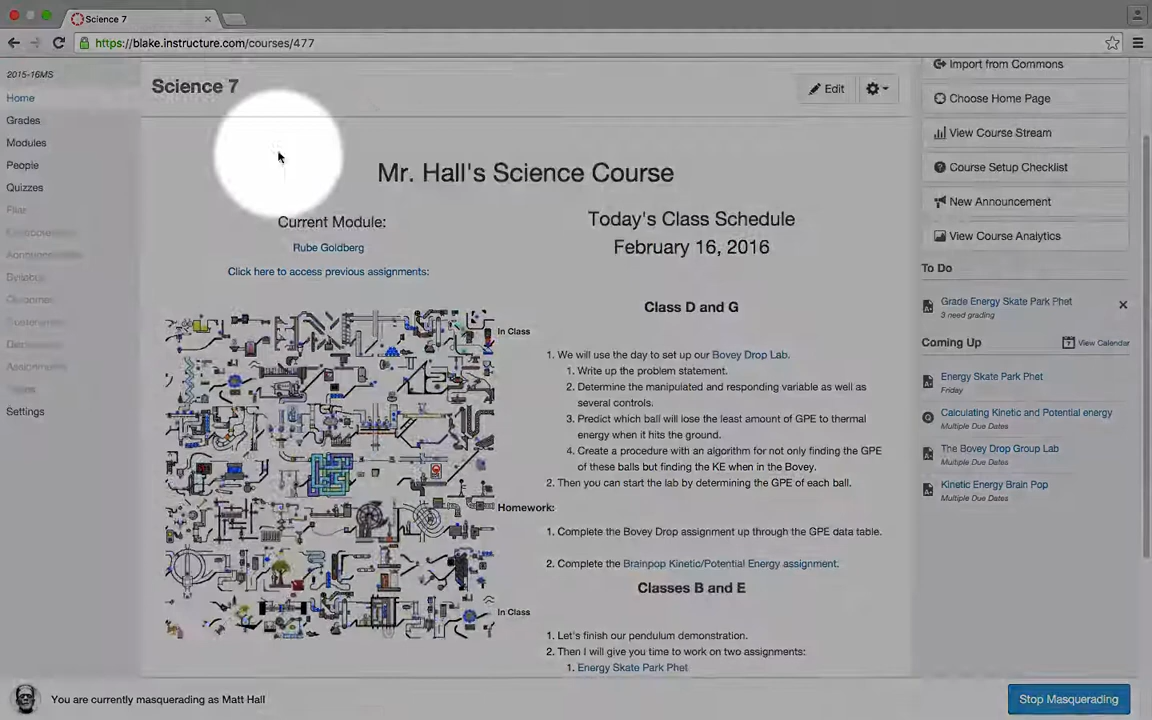 Science 7
https://blake.instructure.com/courses/477
2015-16MS
Home
Grades
Modules
People
Quizzes
Files
Syllabus
Outcomes
Assignments
Settings
Science 7
Edit
Mr. Hall's Science Course
Current Module:
Rube Goldberg
Click here to access previous assignments:
Today's Class Schedule
February 16, 2016
Class D and G
In Class
1. We will use the day to set up our Bovey Drop Lab.
1. Write up the problem statement.
2. Determine the manipulated and responding variable as well as
several controls.
3. Predict which ball will lose the least amount of GPE to thermal
energy when it hits the ground.
4. Create a procedure with an algorithm for not only finding the GPE
of these balls but finding the KE when in the Bovey.
2. Then you can start the lab by determining the GPE of each ball.
Homework:
1. Complete the Bovey Drop assignment up through the GPE data table.
2. Complete the Brainpop Kinetic/Potential Energy assignment.
Classes B and E
In Class
1. Let's finish our pendulum demonstration.
2. Then I will give you time to work on two assignments:
1. Energy Skate Park Phet
Import from Commons
Choose Home Page
View Course Stream
Course Setup Checklist
New Announcement
View Course Analytics
To Do
Grade Energy Skate Park Phet
3 need grading
Coming Up
View Calendar
Energy Skate Park Phet
Friday
Calculating Kinetic and Potential energy
Multiple Due Dates
The Bovey Drop Group Lab
Multiple Due Dates
Kinetic Energy Brain Pop
Multiple Due Dates
You are currently masquerading as Matt Hall
Stop Masquerading